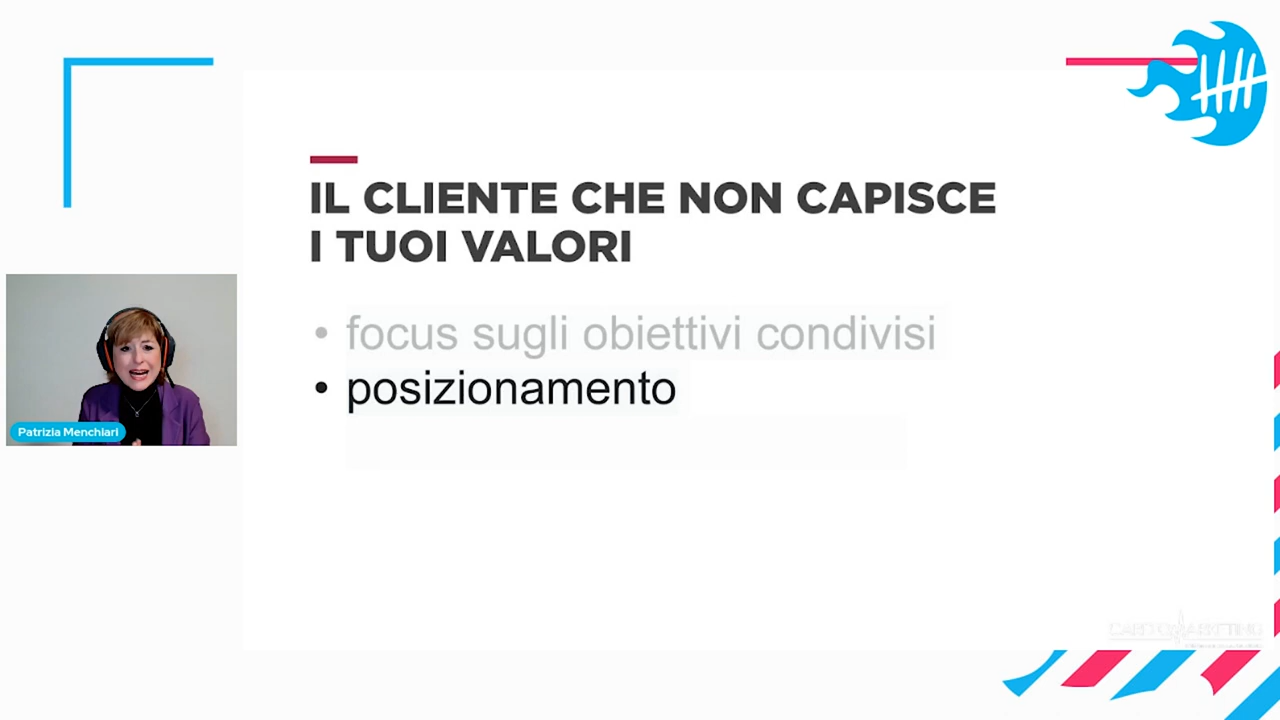 IL CLIENTE CHE NON CAPISCE
I TUOI VALORI
• focus sugli obiettivi condivisi
• posizionamento
Patrizia Menchiari